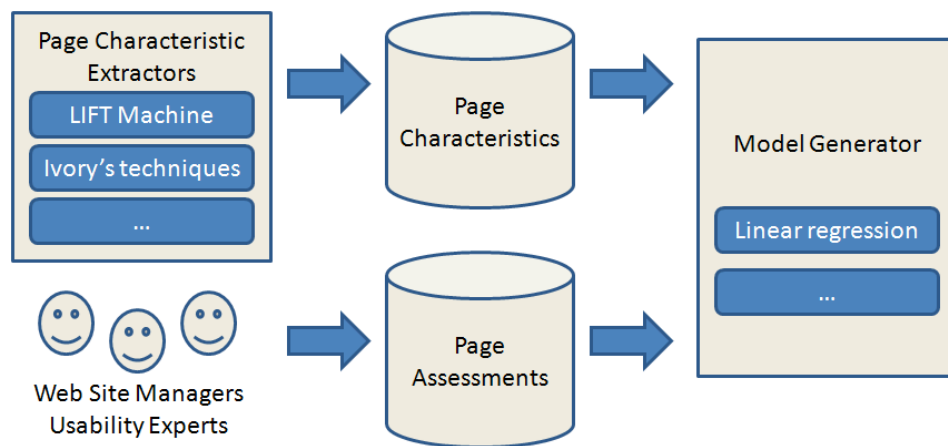 Page Characteristic
Extractors
LIFT Machine
Ivory's techniques
...
Page
Characteristics
Model Generator
Linear regression
...
Web Site Managers
Usability Experts
Page
Assessments